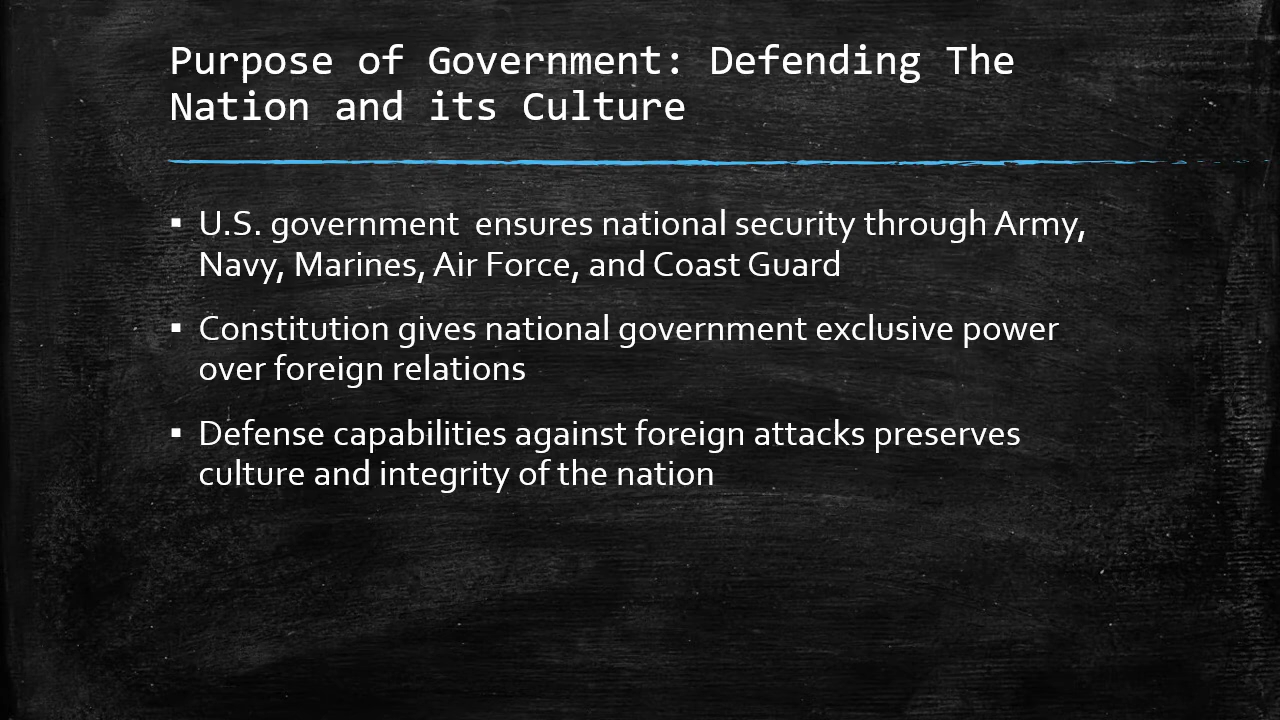 Purpose of Government: Defending The
Nation and its Culture
▪ U.S. government  ensures national security through Army,
Navy, Marines, Air Force, and Coast Guard
▪ Constitution gives national government exclusive power
over foreign relations
▪ Defense capabilities against foreign attacks preserves
culture and integrity of the nation